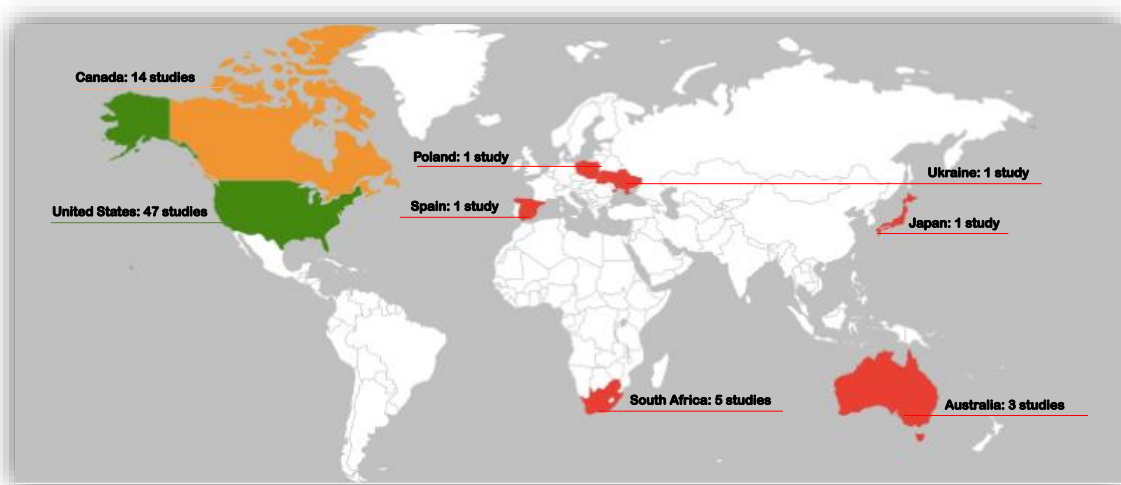 Canada: 14 studies
Poland: 1 study
Ukraine: 1 study
Spain: 1 study
United States: 47 studies
Japan: 1 study
South Africa: 5 studies
Australia: 3 studies